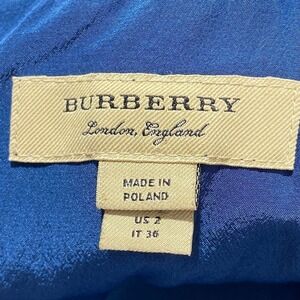 BURBERRY
London, England
MADE IN
POLAND
US 2
IT 36